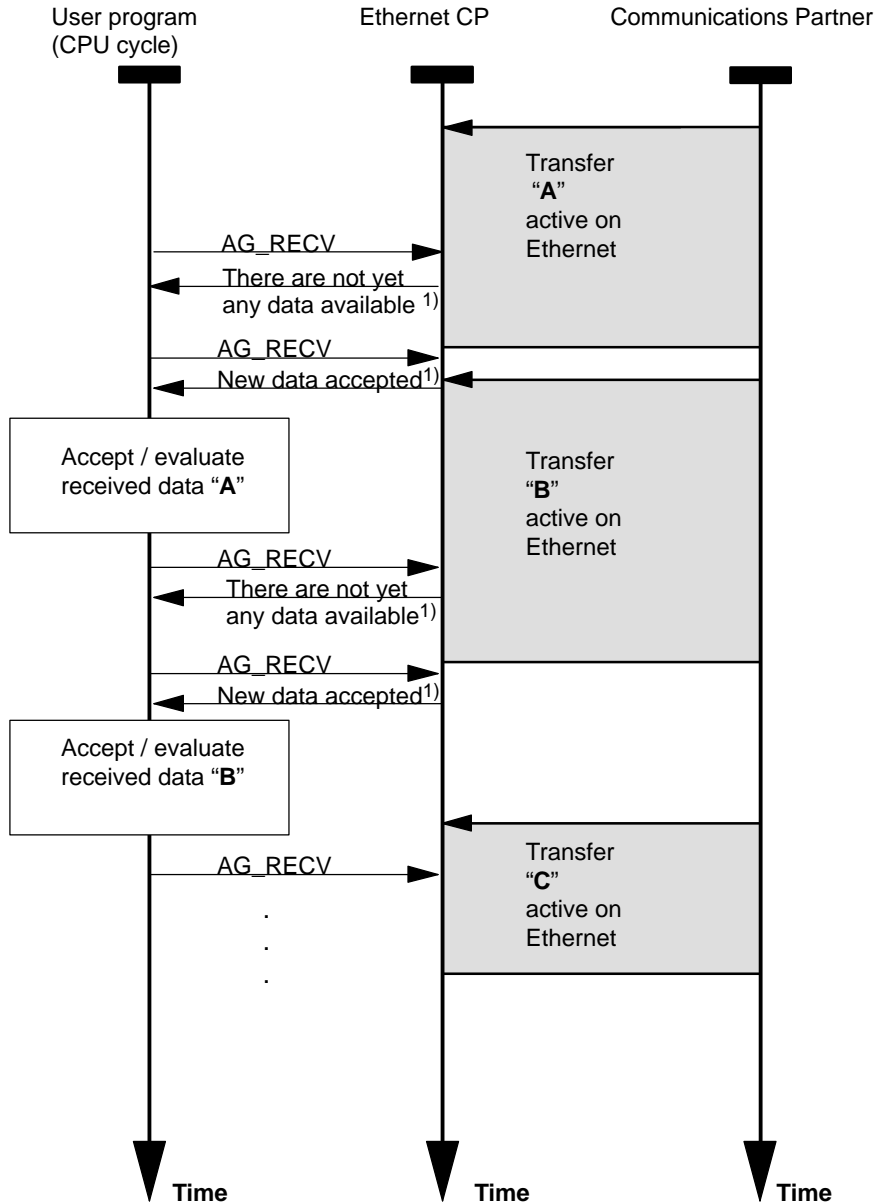 User program
(CPU cycle)
Ethernet CP
Communications Partner
Transfer
“A”
active on
Ethernet
AG_RECV
There are not yet
any data available 1)
AG_RECV
New data accepted1)
Accept / evaluate
received data “A”
Transfer
“B”
active on
Ethernet
AG_RECV
There are not yet
any data available1)
AG_RECV
New data accepted1)
Accept / evaluate
received data “B”
Transfer
“C”
active on
Ethernet
AG_RECV
.
.
.
Time
Time
Time